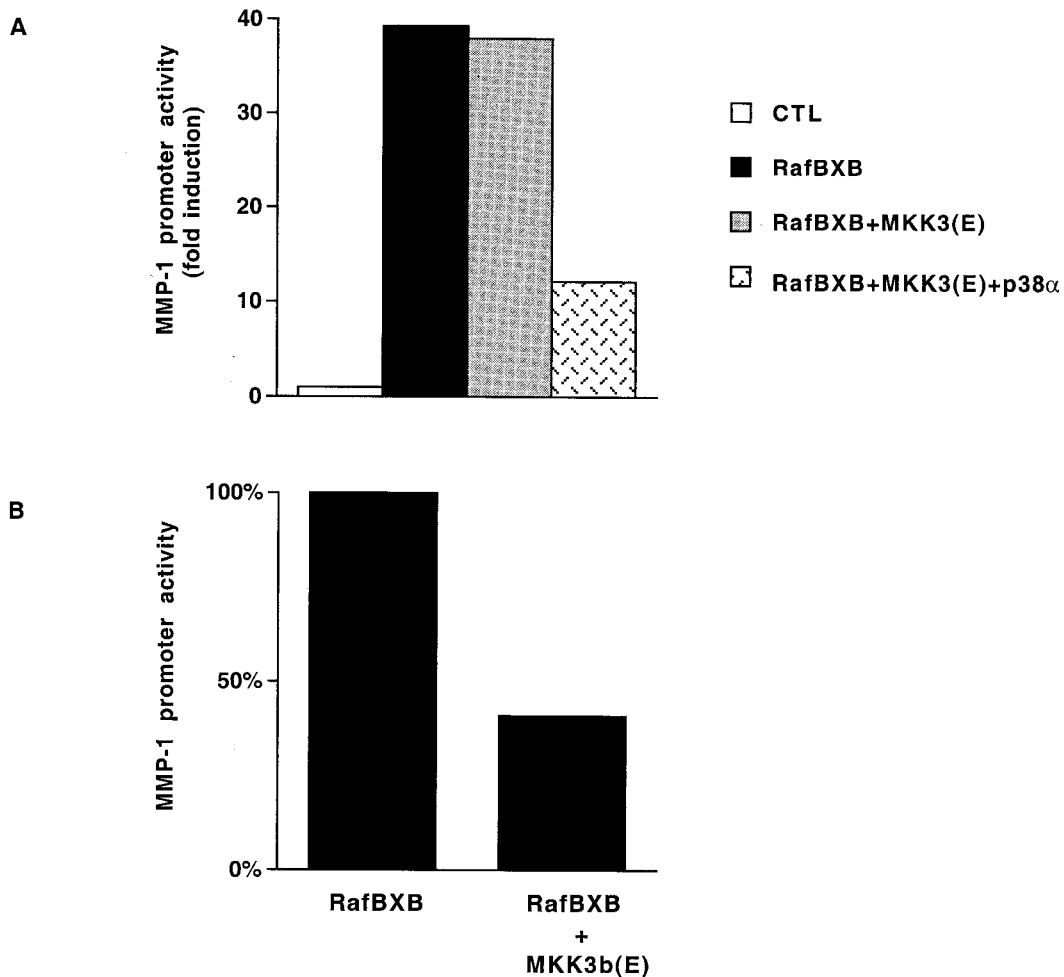 A
MMP-1 promoter activity
(fold induction)
40
30
20
10
0
CTL
RafBXB
RafBXB+MKK3(E)
RafBXB+MKK3(E)+p38α
B
MMP-1 promoter activity
100%
50%
0%
RafBXB
RafBXB
+
MKK3b(E)